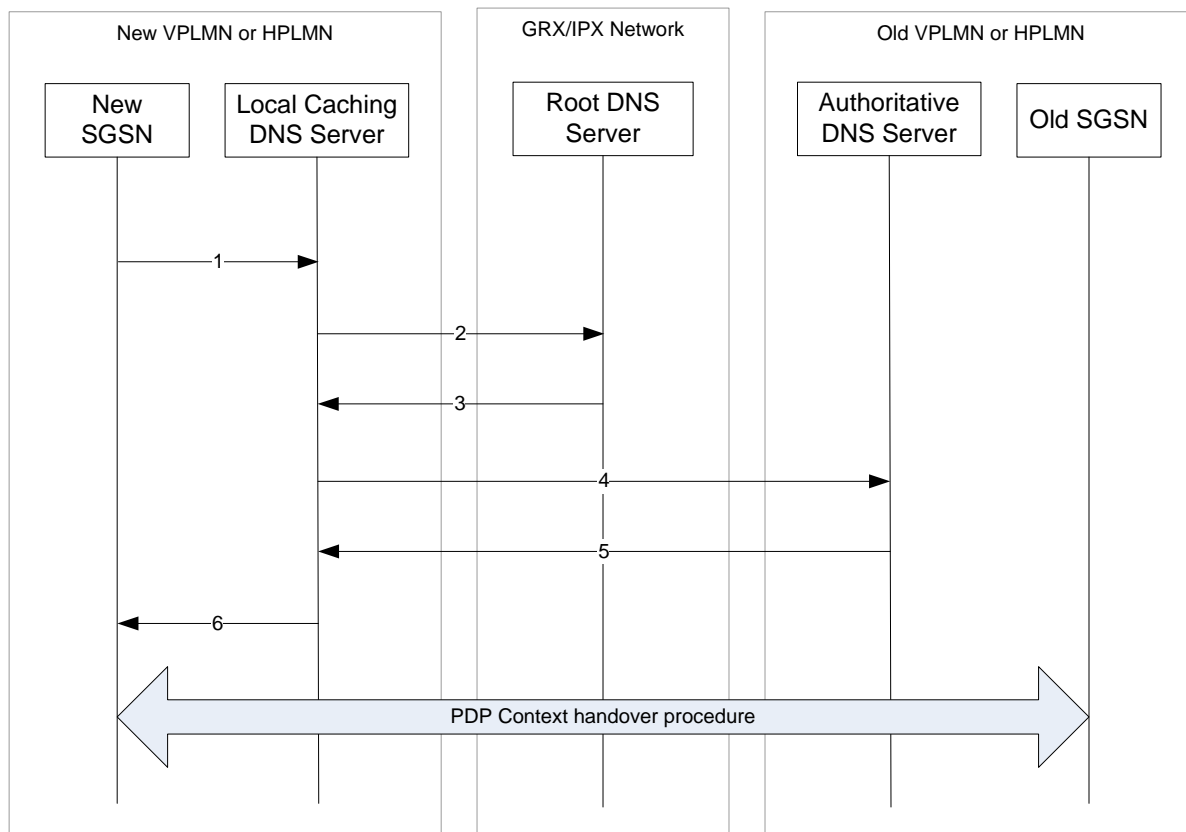 New VPLMN or HPLMN
GRX/IPX Network
Old VPLMN or HPLMN
New
SGSN
Local Caching
DNS Server
Root DNS
Server
Authoritative
DNS Server
Old SGSN
1
2
3
4
5
6
PDP Context handover procedure